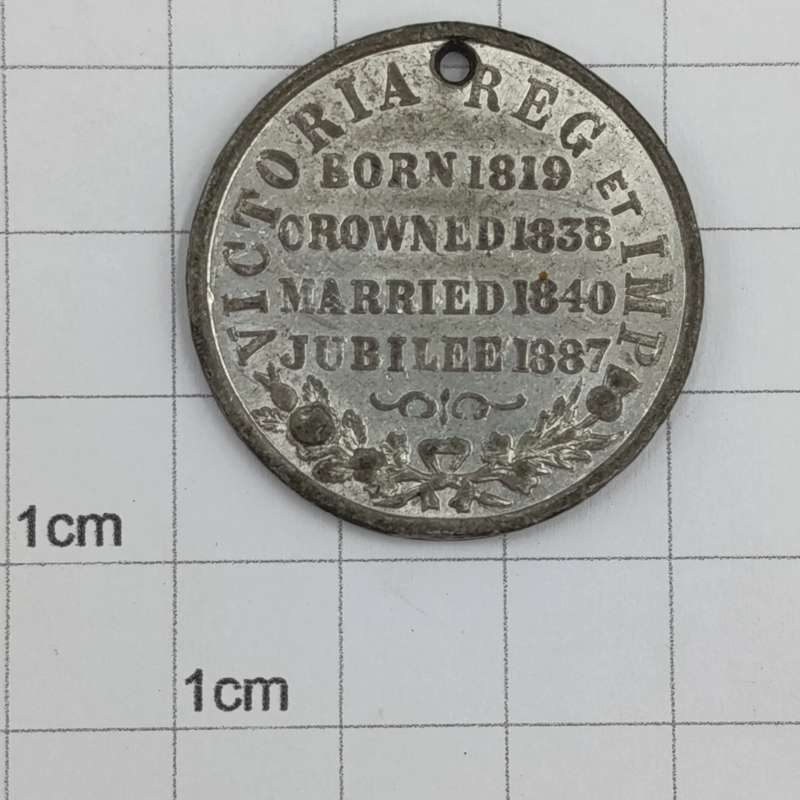 VICTORIA REG ET IMP
BORN 1819
CROWNED 1838
MARRIED 1840
JUBILEE 1887
1cm
1cm